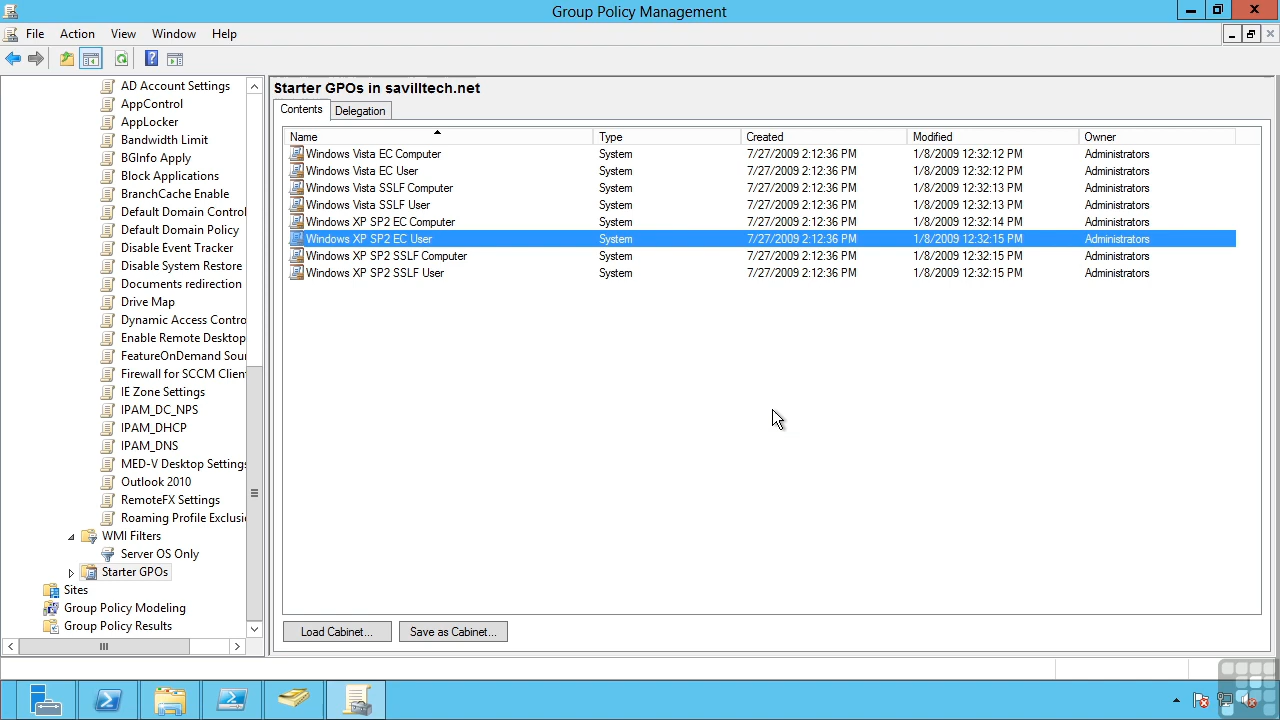 Group Policy Management
File Action View Window Help
AD Account Settings
AppControl
AppLocker
Bandwidth Limit
BGInfo Apply
Block Applications
BranchCache Enable
Default Domain Control
Default Domain Policy
Disable Event Tracker
Disable System Restore
Documents redirection
Drive Map
Dynamic Access Contro
Enable Remote Desktop
FeatureOnDemand Sour
Firewall for SCCM Clien
IE Zone Settings
IPAM_DC_NPS
IPAM_DHCP
IPAM_DNS
MED-V Desktop Settings
Outlook 2010
RemoteFX Settings
Roaming Profile Exclusio
WMI Filters
Server OS Only
Starter GPOs
Sites
Group Policy Modeling
Group Policy Results
Starter GPOs in savilltech.net
Contents Delegation
Name Type Created Modified Owner
Windows Vista EC Computer System 7/27/2009 2:12:36 PM 1/8/2009 12:32:12 PM Administrators
Windows Vista EC User System 7/27/2009 2:12:36 PM 1/8/2009 12:32:12 PM Administrators
Windows Vista SSLF Computer System 7/27/2009 2:12:36 PM 1/8/2009 12:32:13 PM Administrators
Windows Vista SSLF User System 7/27/2009 2:12:36 PM 1/8/2009 12:32:13 PM Administrators
Windows XP SP2 EC Computer System 7/27/2009 2:12:36 PM 1/8/2009 12:32:14 PM Administrators
Windows XP SP2 EC User System 7/27/2009 2:12:36 PM 1/8/2009 12:32:15 PM Administrators
Windows XP SP2 SSLF Computer System 7/27/2009 2:12:36 PM 1/8/2009 12:32:15 PM Administrators
Windows XP SP2 SSLF User System 7/27/2009 2:12:36 PM 1/8/2009 12:32:15 PM Administrators
Load Cabinet... Save as Cabinet...